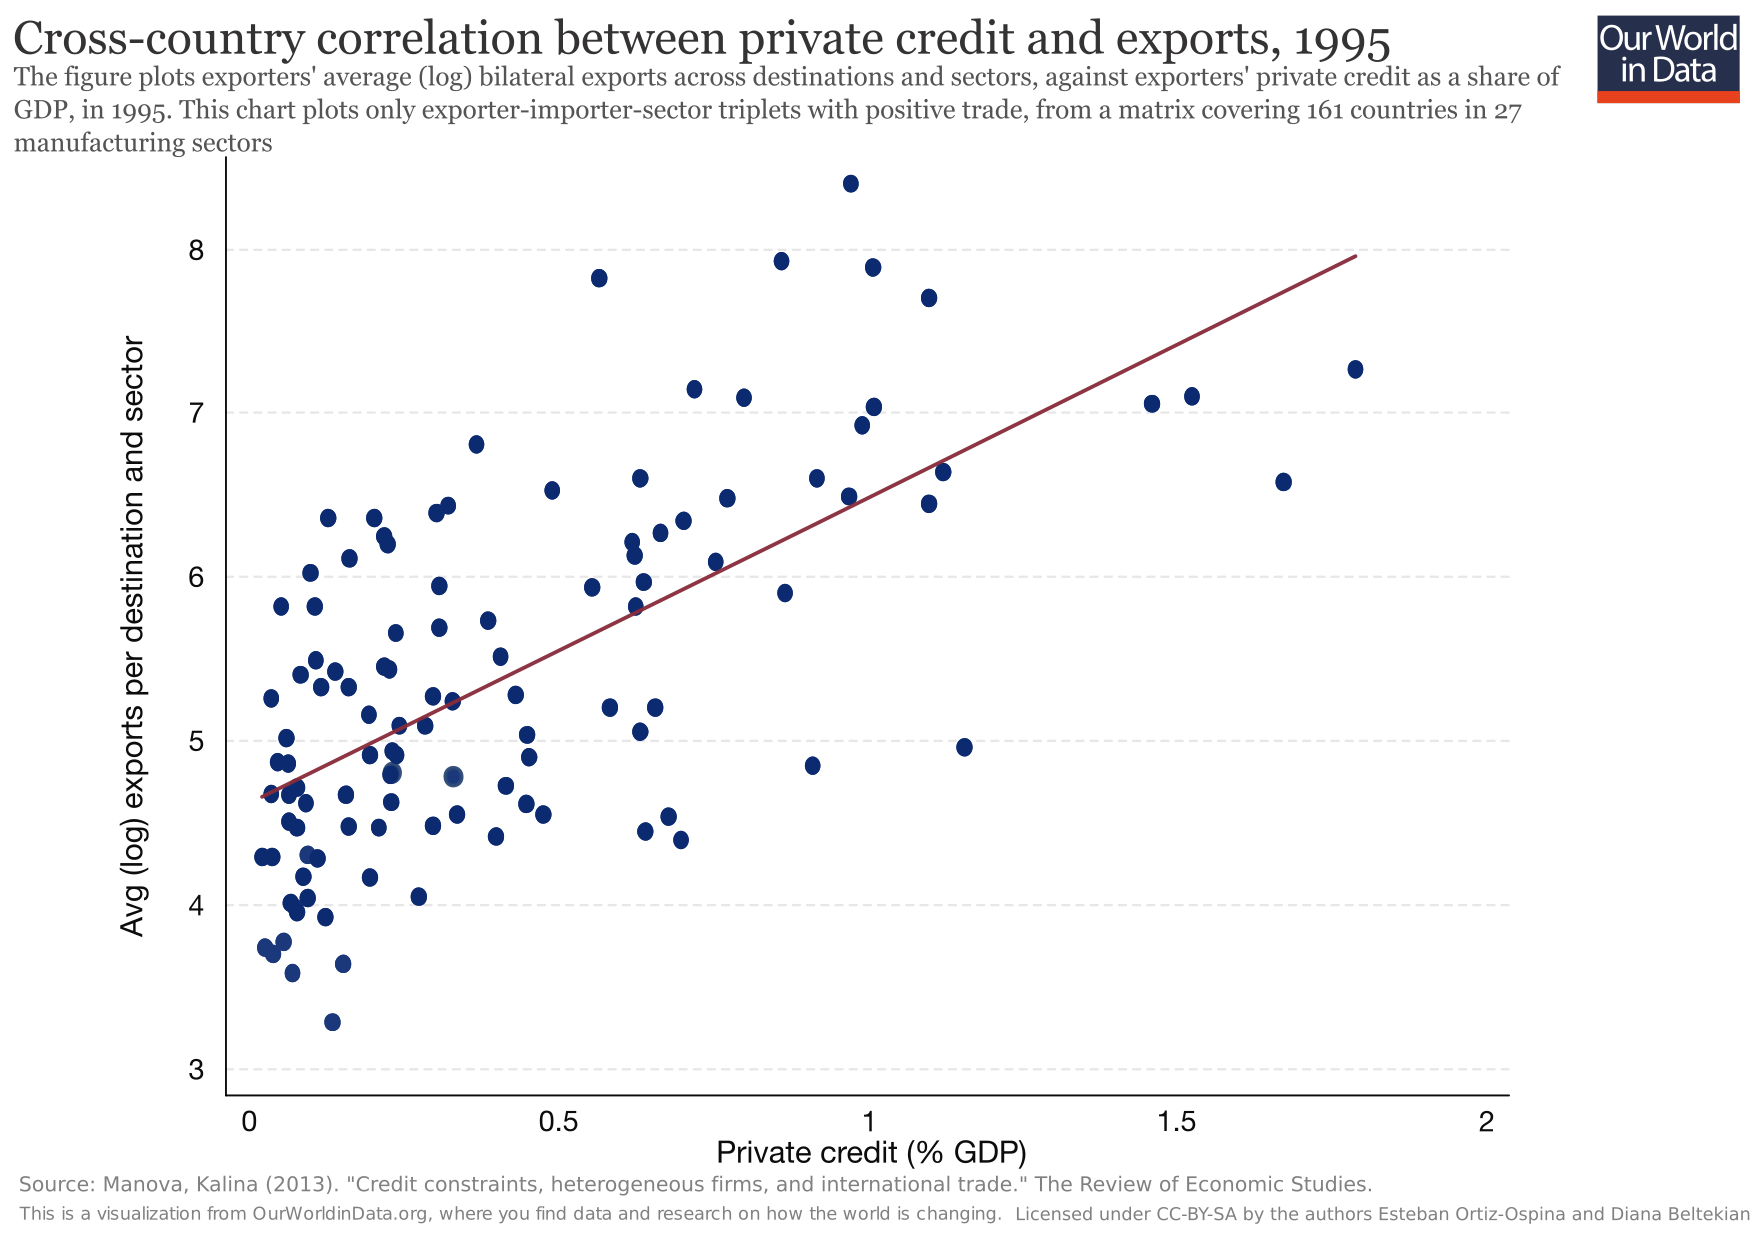 Cross-country correlation between private credit and exports, 1995
Our World
in Data
The figure plots exporters' average (log) bilateral exports across destinations and sectors, against exporters' private credit as a share of
GDP, in 1995. This chart plots only exporter-importer-sector triplets with positive trade, from a matrix covering 161 countries in 27
manufacturing sectors
Avg (log) exports per destination and sector
8
7
6
5
4
3
0 0.5 1 1.5 2
Private credit (% GDP)
Source: Manova, Kalina (2013). "Credit constraints, heterogeneous firms, and international trade." The Review of Economic Studies.
This is a visualization from OurWorldinData.org, where you find data and research on how the world is changing. Licensed under CC-BY-SA by the authors Esteban Ortiz-Ospina and Diana Beltekian